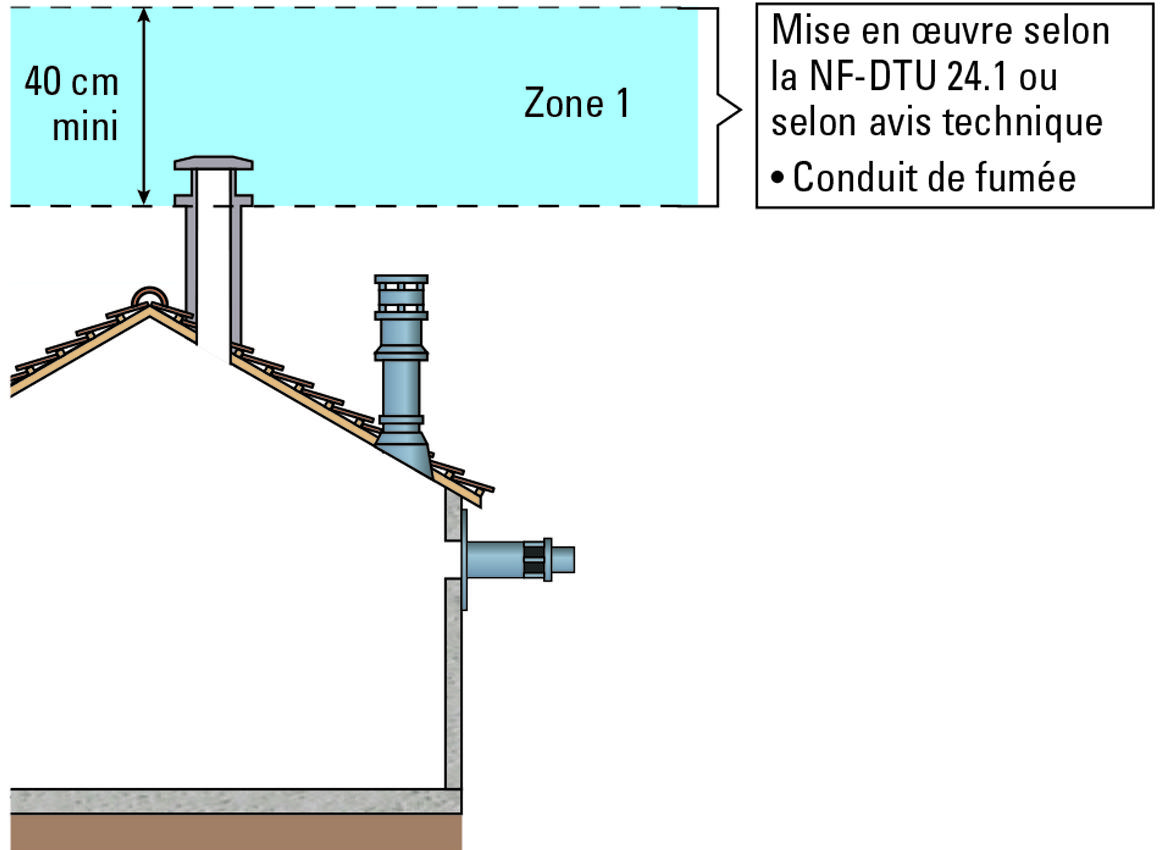 40 cm
mini
Zone 1
Mise en œuvre selon
la NF-DTU 24.1 ou
selon avis technique
• Conduit de fumée